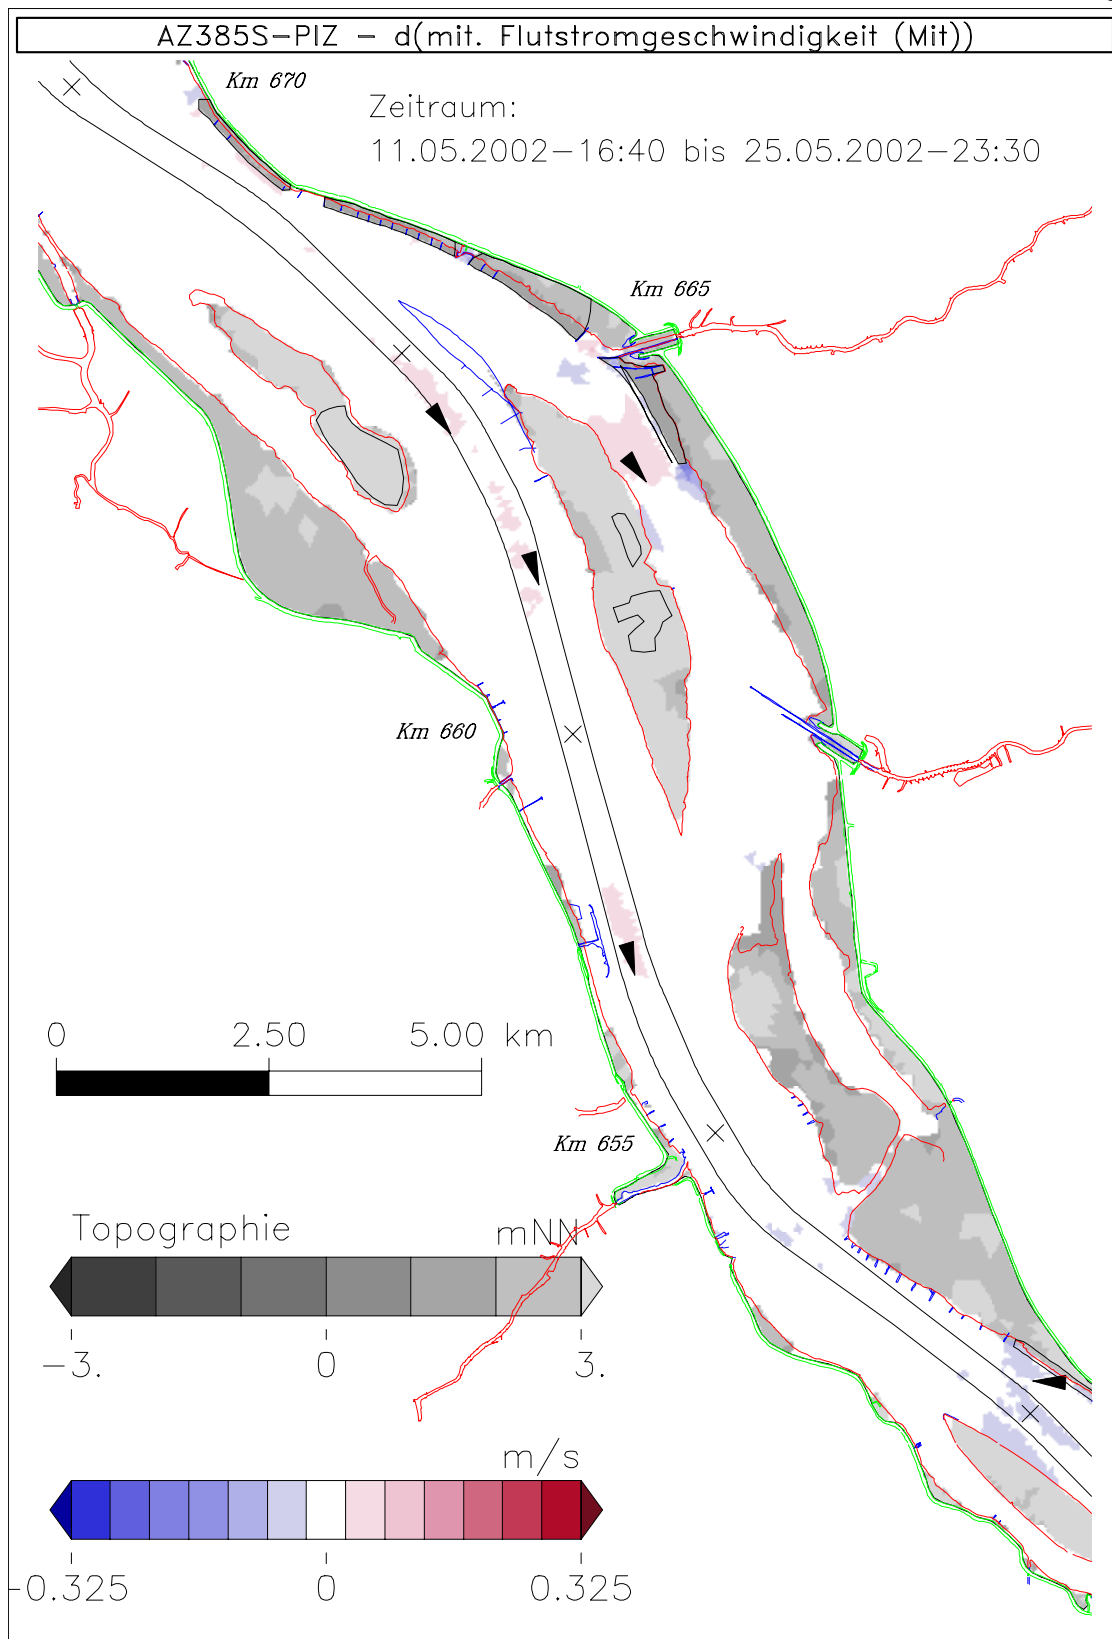 AZ385S-PIZ - d(mit. Flutstromgeschwindigkeit (Mit))
Km 670
Zeitraum:
11.05.2002-16:40 bis 25.05.2002-23:30
Km 665
Km 660
0 2.50 5.00 km
Km 655
Topographie mNN
-3. 0 3.
m/s
-0.325 0 0.325